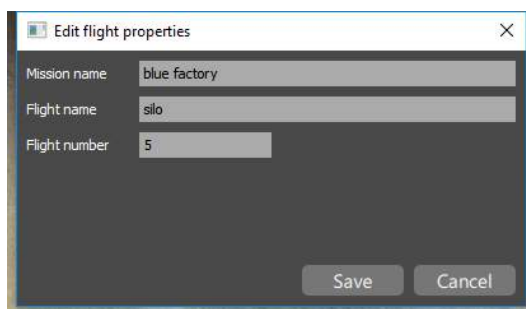 Edit flight properties
Mission name blue factory
Flight name silo
Flight number 5
Save Cancel